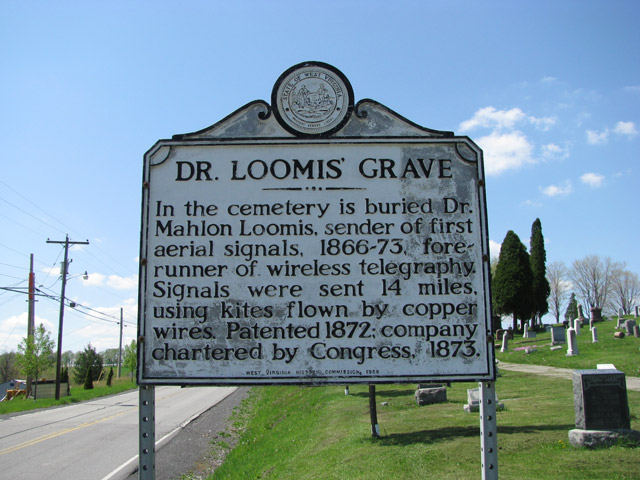 STATE OF WEST VIRGINIA
DR. LOOMIS' GRAVE
In the cemetery is buried Dr.
Mahlon Loomis, sender of first
aerial signals, 1866-73, fore-
runner of wireless telegraphy.
Signals were sent 14 miles,
using kites flown by copper
wires. Patented 1872; company
chartered by Congress, 1873.
WEST VIRGINIA HISTORIC COMMISSION,